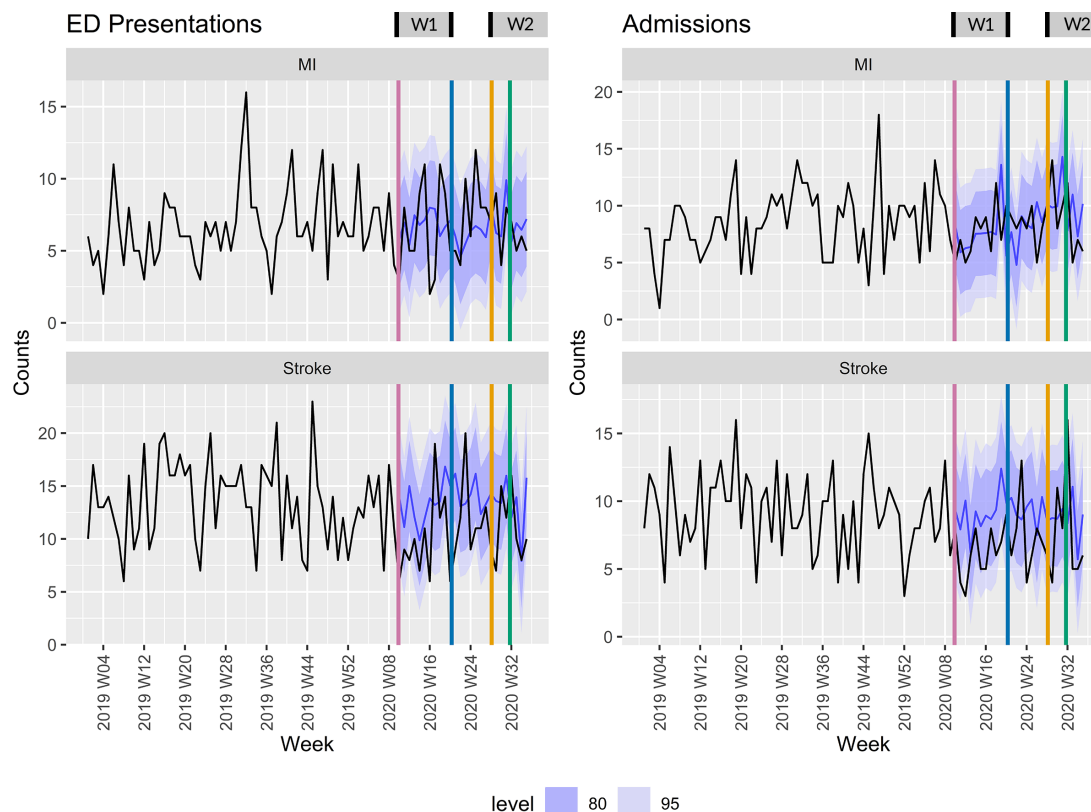 ED Presentations
W1
W2
Admissions
W1
W2
MI
MI
15
10
5
0
20
15
10
5
0
Counts
Counts
Stroke
Stroke
20
15
10
5
0
15
10
5
0
2019 W04
2019 W12
2019 W20
2019 W28
2019 W36
2019 W44
2019 W52
2020 W08
2020 W16
2020 W24
2020 W32
2019 W04
2019 W12
2019 W20
2019 W28
2019 W36
2019 W44
2019 W52
2020 W08
2020 W16
2020 W24
2020 W32
Week
Week
level
80
95